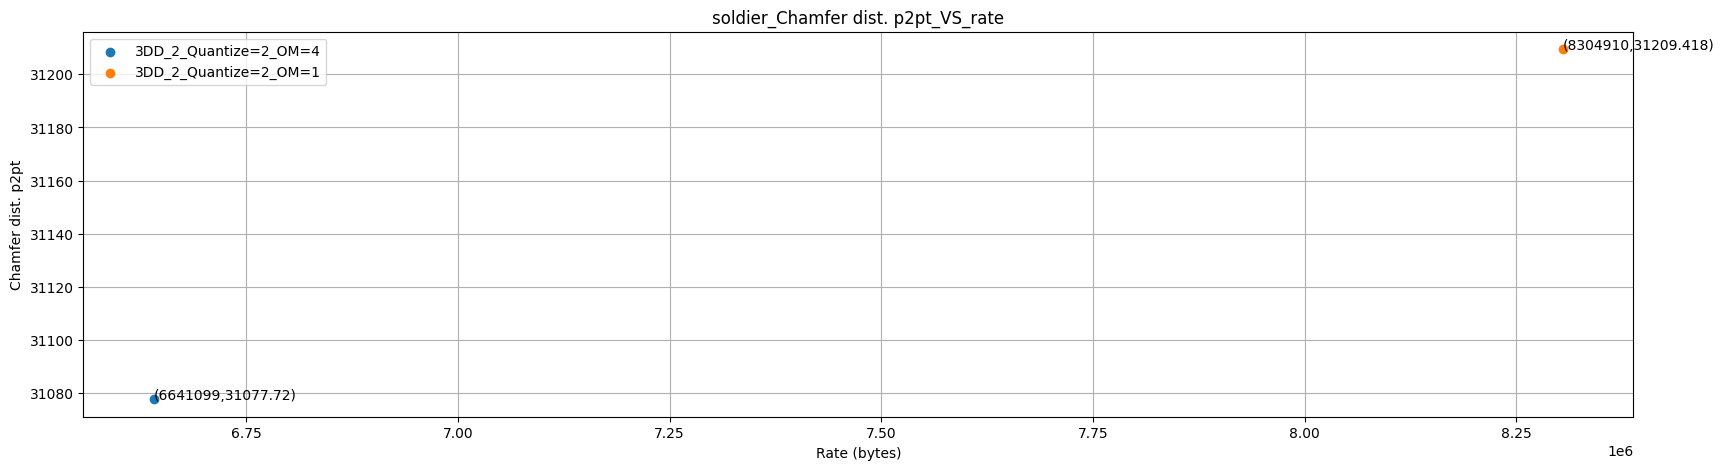 soldier_Chamfer dist. p2pt_VS_rate
3DD_2_Quantize=2_OM=4
3DD_2_Quantize=2_OM=1
(8304910,31209.418)
31200
31180
31160
31140
31120
31100
31080
Chamfer dist. p2pt
(6641099,31077.72)
6.75
7.00
7.25
7.50
7.75
8.00
8.25
Rate (bytes)
1e6